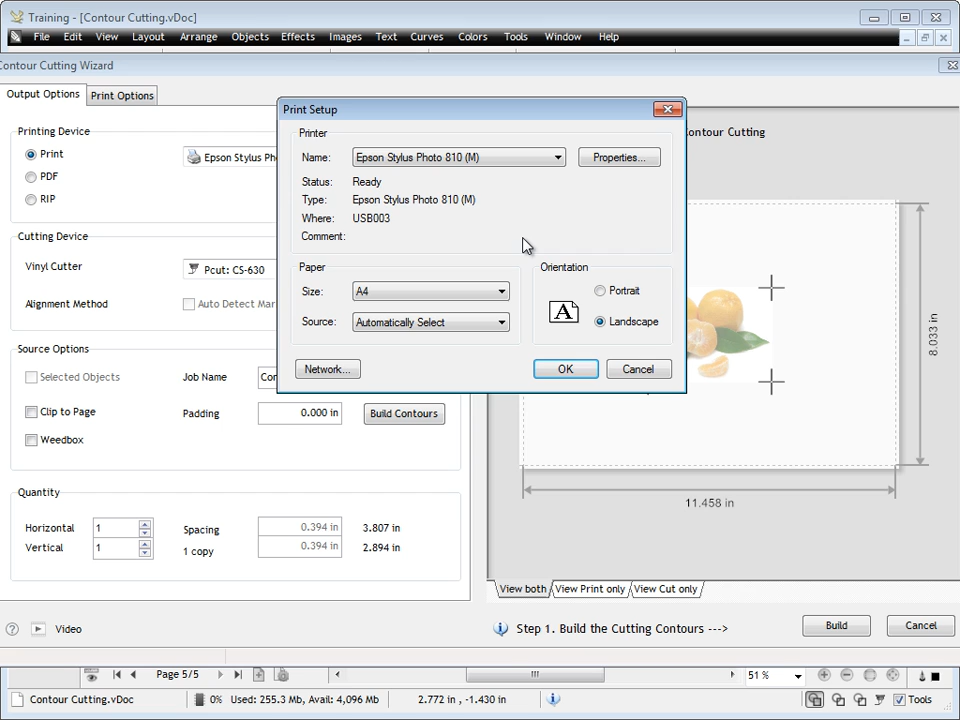 Training - [Contour Cutting.vDoc]
File Edit View Layout Arrange Objects Effects Images Text Curves Colors Tools Window Help
Contour Cutting Wizard
Output Options Print Options
Print Setup
Contour Cutting
Printing Device
Print
Epson Stylus Pho
PDF
RIP
Printer
Name: Epson Stylus Photo 810 (M) Properties...
Status: Ready
Type: Epson Stylus Photo 810 (M)
Where: USB003
Comment:
Cutting Device
Vinyl Cutter
Pcut: CS-630
Alignment Method
Auto Detect Mar
Paper
Size: A4
Source: Automatically Select
Orientation
A
Portrait
Landscape
Network... OK Cancel
Source Options
Selected Objects Job Name Con
Clip to Page Padding 0.000 in Build Contours
Weedbox
Quantity
Horizontal 1 Spacing 0.394 in 3.807 in
Vertical 1 1 copy 0.394 in 2.894 in
8.033 in
11.458 in
View both View Print only View Cut only
? Video
Step 1. Build the Cutting Contours ---> Build Cancel
Page 5/5 51 %
Contour Cutting.vDoc 0% Used: 255.3 Mb, Avail: 4,096 Mb 2.772 in , -1.430 in Tools